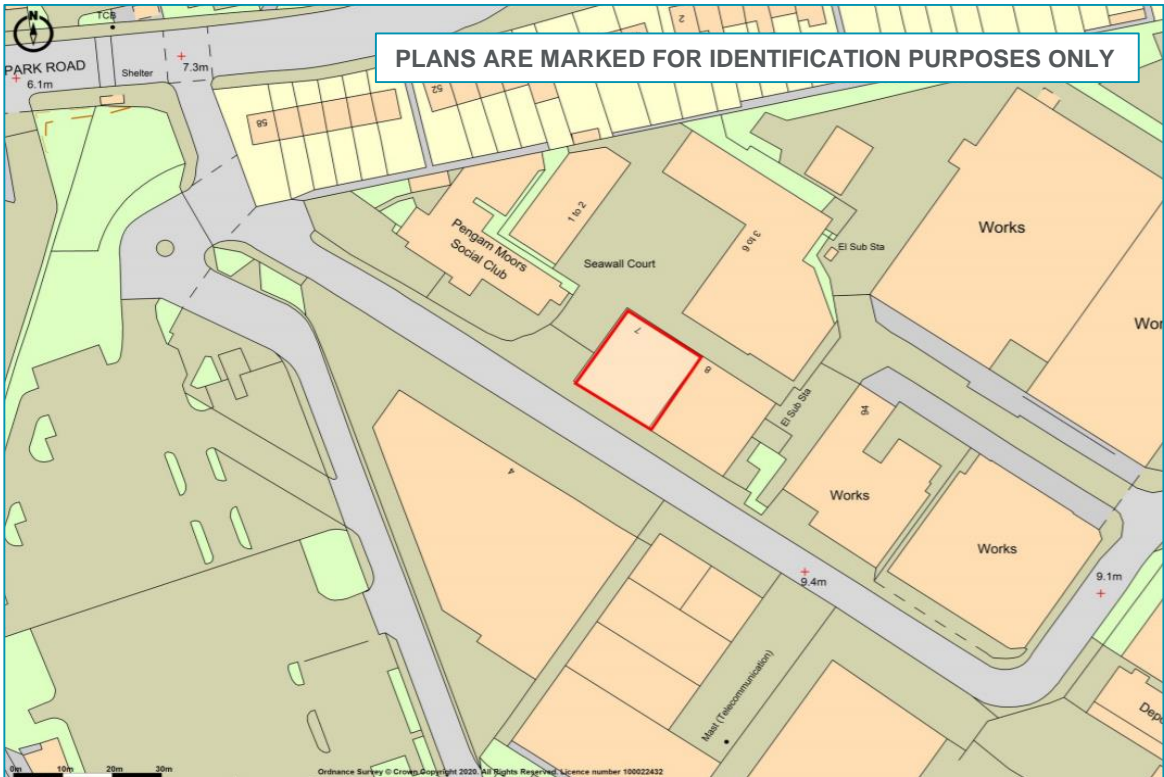 N
TCB
2
PLANS ARE MARKED FOR IDENTIFICATION PURPOSES ONLY
PARK ROAD
Shelter
7.3m
6.1m
52
58
1 to 2
Pengam Moors
Social Club
Seawall Court
3 to 6
El Sub Sta
Works
Wor
7
8
El Sub Sta
94
Works
Works
4
9.4m
9.1m
Mast (Telecommunication)
Depo
0m 10m 20m 30m
Ordnance Survey © Crown Copyright 2020. All Rights Reserved. Licence number 100022432